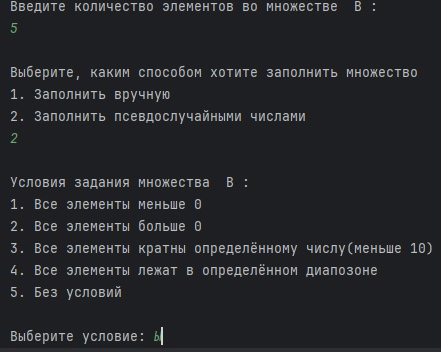 Введите количество элементов во множестве  В :
5
Выберите, каким способом хотите заполнить множество
1. Заполнить вручную
2. Заполнить псевдослучайными числами
2
Условия задания множества  В :
1. Все элементы меньше 0
2. Все элементы больше 0
3. Все элементы кратны определённому числу(меньше 10)
4. Все элементы лежат в определённом диапозоне
5. Без условий
Выберите условие: ы